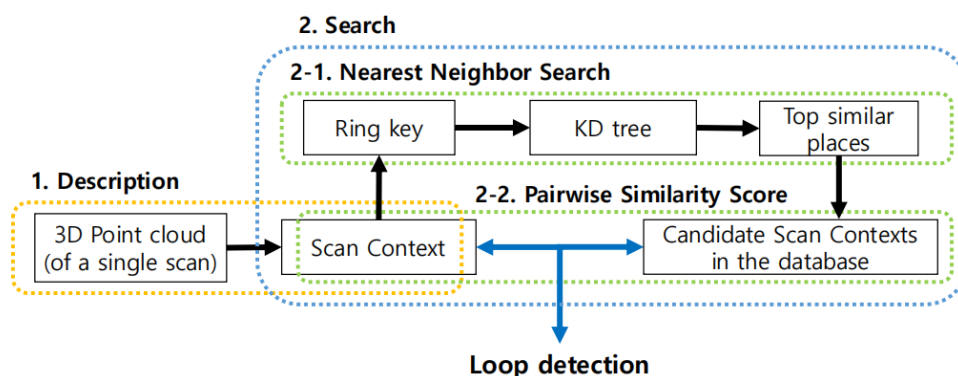 2. Search
2-1. Nearest Neighbor Search
Ring key
KD tree
Top similar
places
1. Description
2-2. Pairwise Similarity Score
3D Point cloud
(of a single scan)
Scan Context
Candidate Scan Contexts
in the database
Loop detection